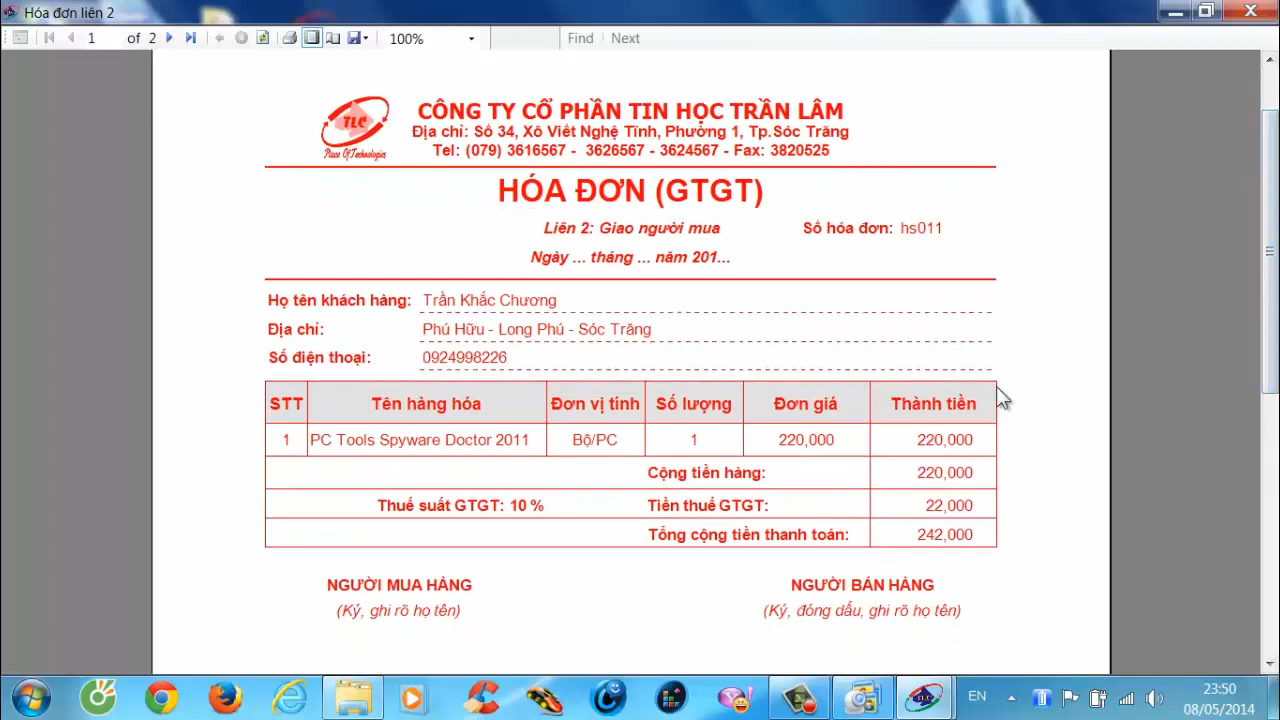 Hóa đơn liên 2
1 of 2 100% Find Next
TLC
Place Of Technologies
CÔNG TY CỔ PHẦN TIN HỌC TRẦN LÂM
Địa chỉ: Số 34, Xô Viết Nghệ Tĩnh, Phường 1, Tp.Sóc Trăng
Tel: (079) 3616567 - 3626567 - 3624567 - Fax: 3820525
HÓA ĐƠN (GTGT)
Liên 2: Giao người mua Số hóa đơn: hs011
Ngày ... tháng ... năm 201...
Họ tên khách hàng: Trần Khắc Chương
Địa chỉ: Phú Hữu - Long Phú - Sóc Trăng
Số điện thoại: 0924998226
STT Tên hàng hóa Đơn vị tính Số lượng Đơn giá Thành tiền
1 PC Tools Spyware Doctor 2011 Bộ/PC 1 220,000 220,000
Cộng tiền hàng: 220,000
Thuế suất GTGT: 10 % Tiền thuế GTGT: 22,000
Tổng cộng tiền thanh toán: 242,000
NGƯỜI MUA HÀNG NGƯỜI BÁN HÀNG
(Ký, ghi rõ họ tên) (Ký, đóng dấu, ghi rõ họ tên)
EN 23:50
08/05/2014